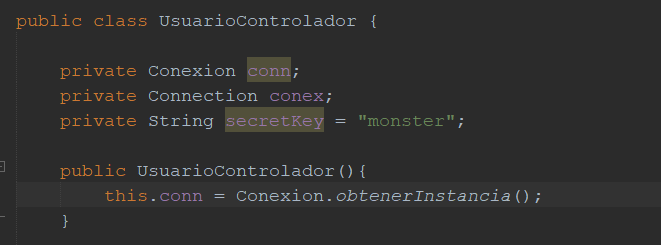 public class UsuarioControlador {
private Conexion conn;
private Connection conex;
private String secretKey = "monster";
public UsuarioControlador(){
this.conn = Conexion.obtenerInstancia();
}